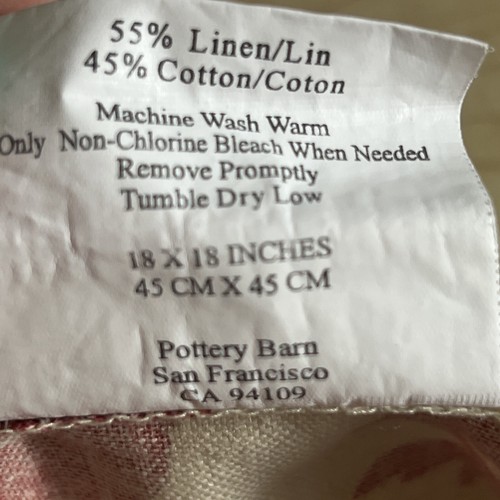 55% Linen/Lin
45% Cotton/Coton
Machine Wash Warm
Only Non-Chlorine Bleach When Needed
Remove Promptly
Tumble Dry Low
18 X 18 INCHES
45 CM X 45 CM
Pottery Barn
San Francisco
CA 94109